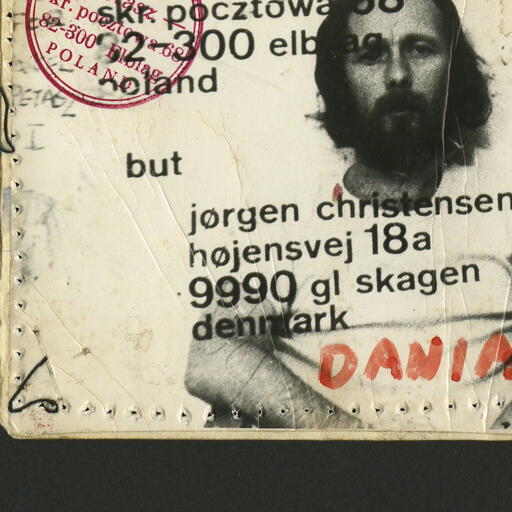 skr pocztowa 68
82-300 elbląg
poland
skr. pocztowa 68
82-300 Elbląg
POLAND
but
jørgen christensen
højensvej 18a
9990 gl skagen
denmark
DANIA